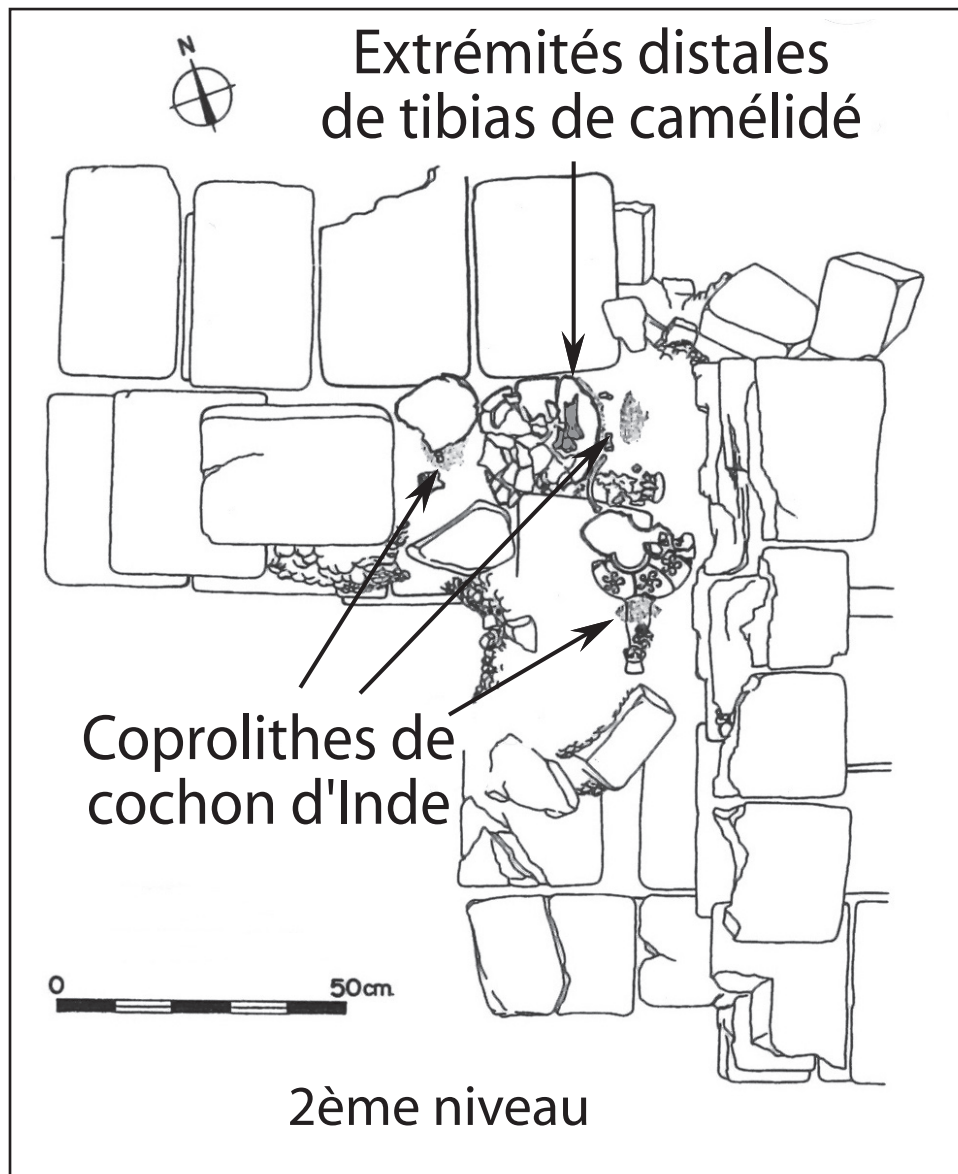 N
Extrémités distales
de tibias de camélidé
Coprolithes de
cochon d'Inde
0 50cm.
2ème niveau